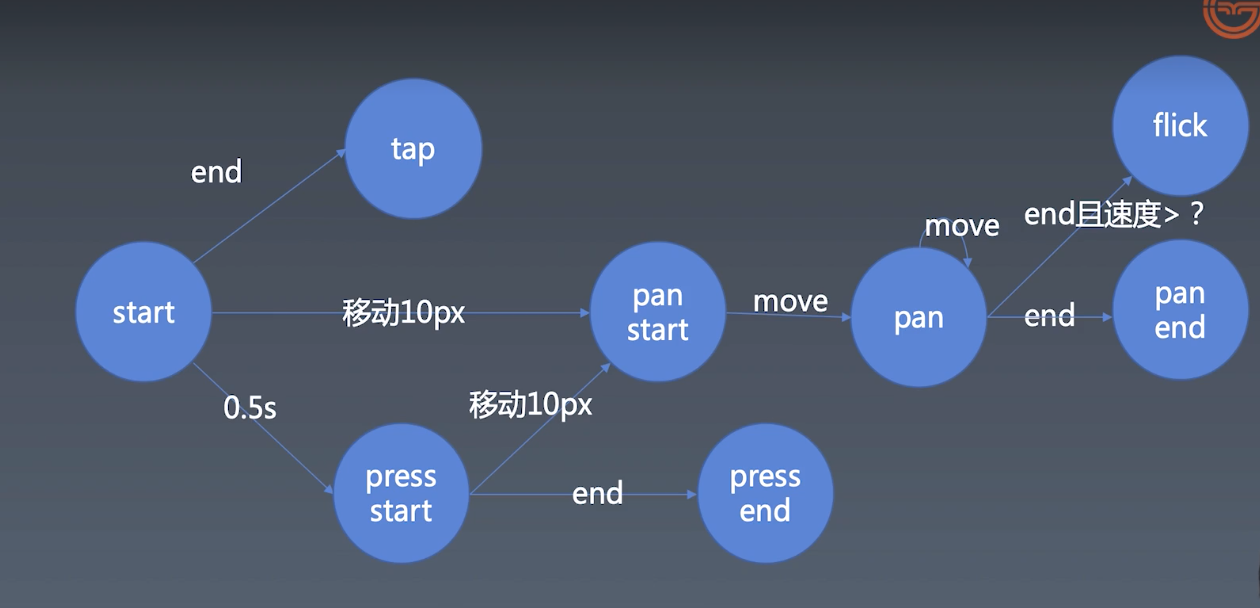 flick
tap
end
end且速度>？
move
start
移动10px
pan
start
move
pan
end
pan
end
0.5s
移动10px
press
start
end
press
end